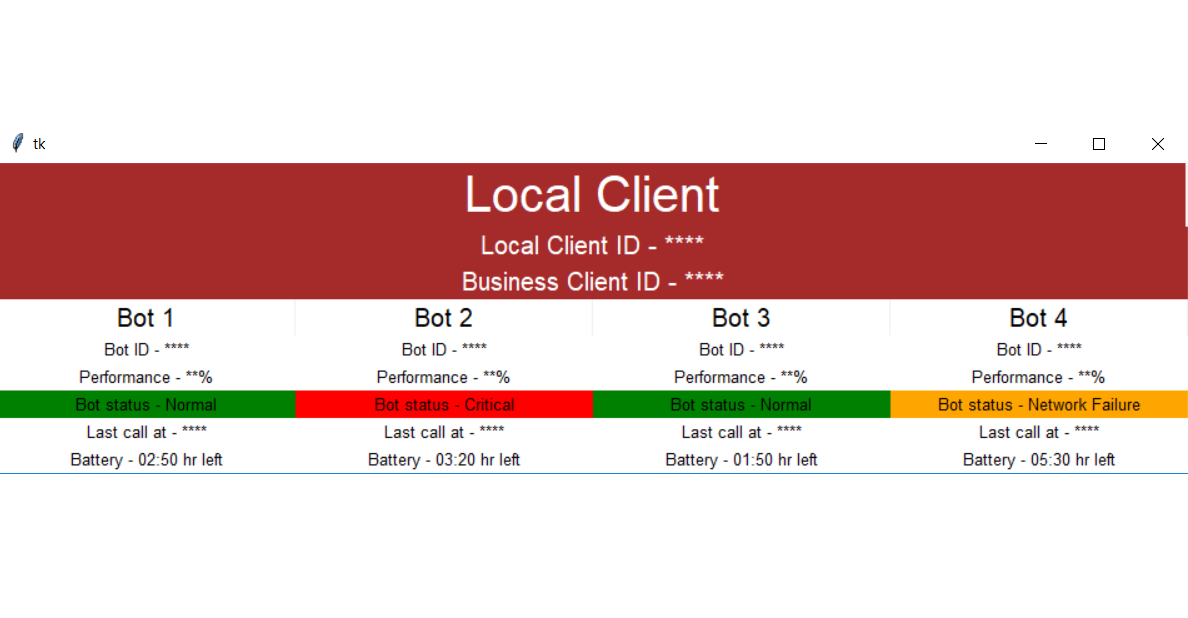 tk
Local Client
Local Client ID - ****
Business Client ID - ****
Bot 1 Bot 2 Bot 3 Bot 4
Bot ID - **** Bot ID - **** Bot ID - **** Bot ID - ****
Performance - **% Performance - **% Performance - **% Performance - **%
Bot status - Normal Bot status - Critical Bot status - Normal Bot status - Network Failure
Last call at - **** Last call at - **** Last call at - **** Last call at - ****
Battery - 02:50 hr left Battery - 03:20 hr left Battery - 01:50 hr left Battery - 05:30 hr left